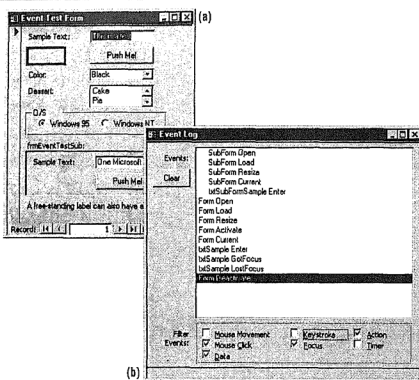 (a)
Event Test Form
Sample Text:
Push Me!
Color: Black
Dessert: Cake
Pie
O/S
Windows 95 Windows NT
frmEventTestSub:
Sample Text: One Microsoft
Push Me!
A free-standing label can also have a
Record: 1
Event Log
Events:
Clear
SubForm Open
SubForm Load
SubForm Resize
SubForm Current
txtSubFormSample Enter
Form Open
Form Load
Form Resize
Form Activate
Form Current
txtSample Enter
txtSample GotFocus
txtSample LostFocus
Form Deactivate
Filter Events:
Mouse Movement Keystroke Action
Mouse Click Focus Timer
Data
(b)